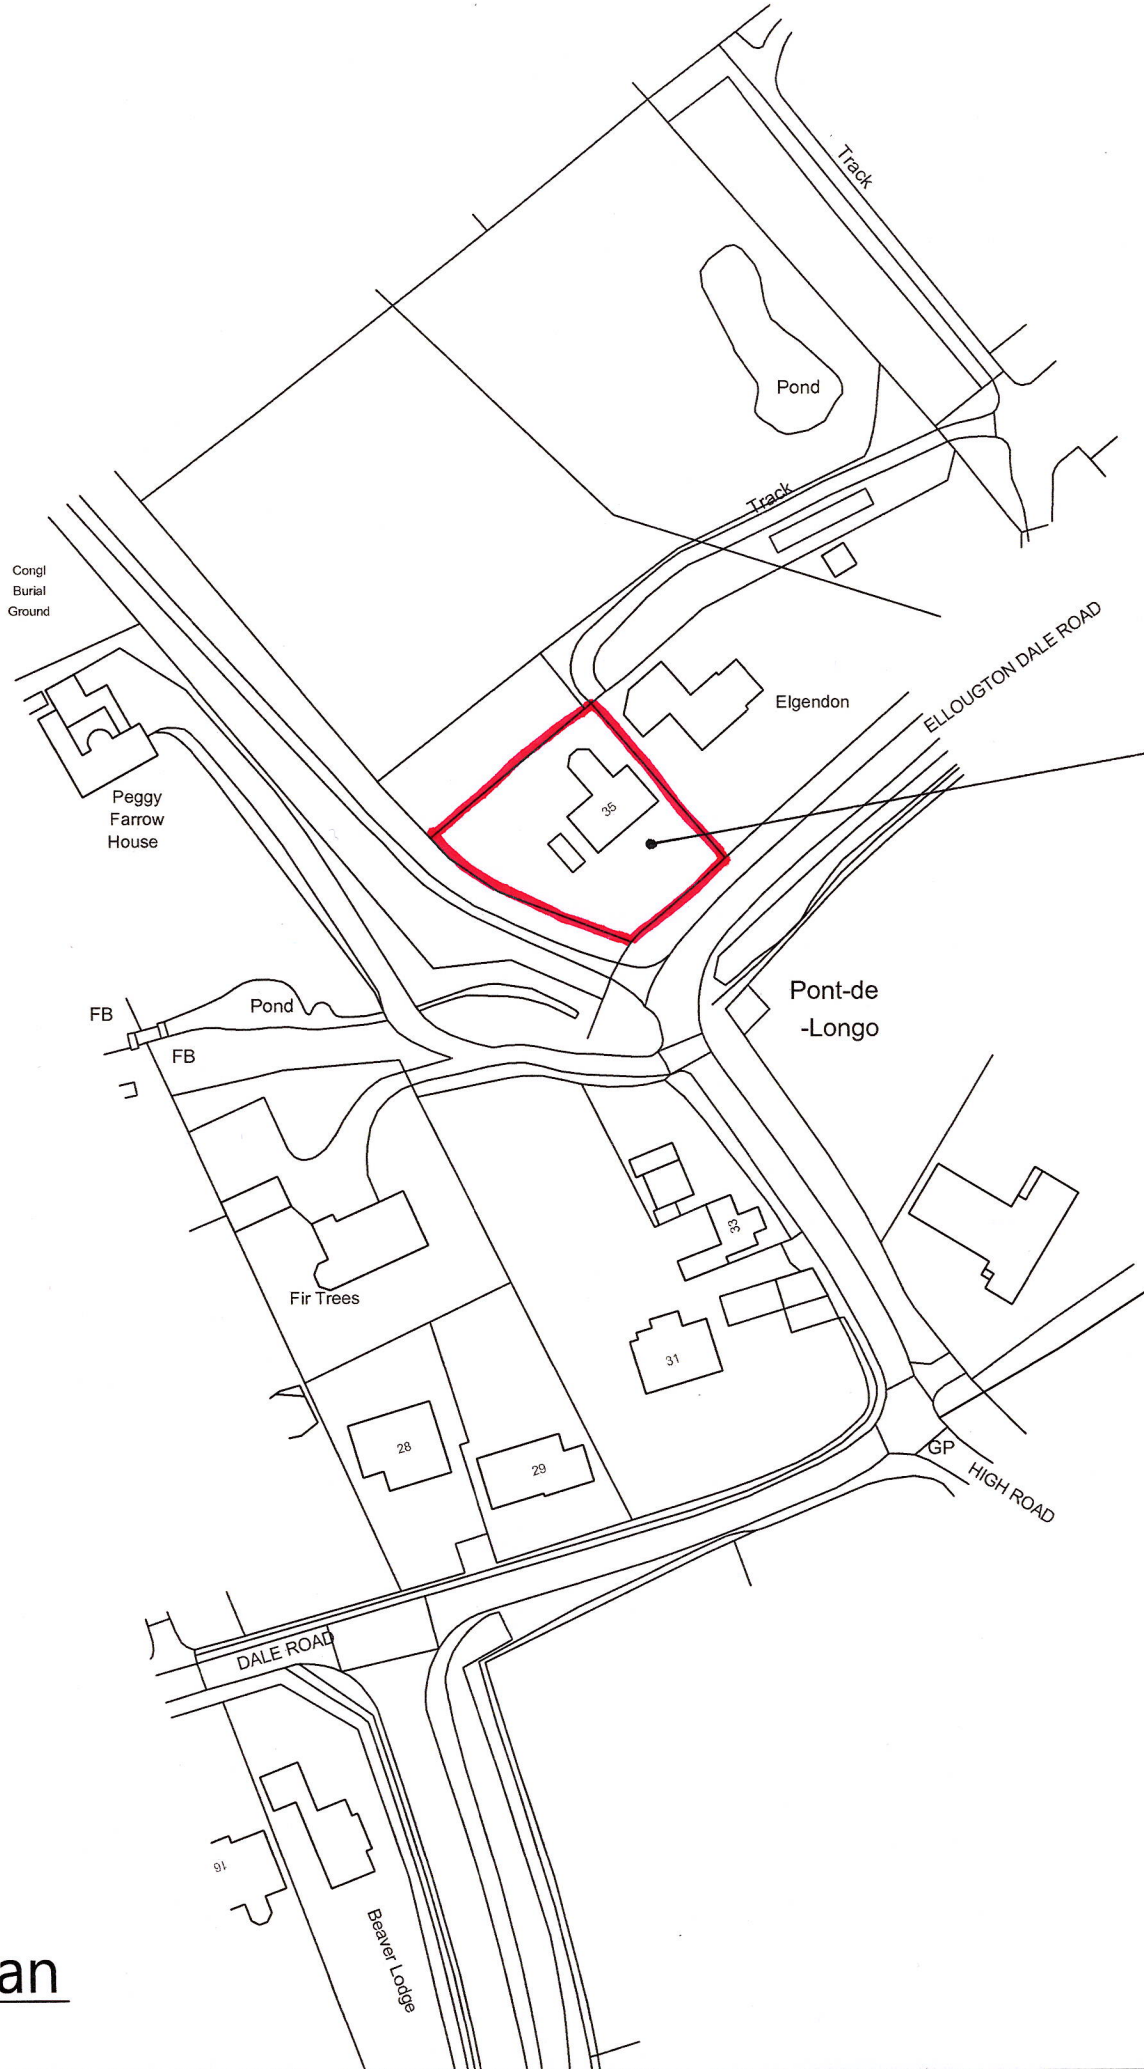 Track
Pond
Track
Congl
Burial
Ground
ELLOUGTON DALE ROAD
Elgendon
Peggy
Farrow
House
35
Pont-de
-Longo
FB
Pond
FB
33
Fir Trees
31
28
29
GP
HIGH ROAD
DALE ROAD
16
Beaver Lodge
an